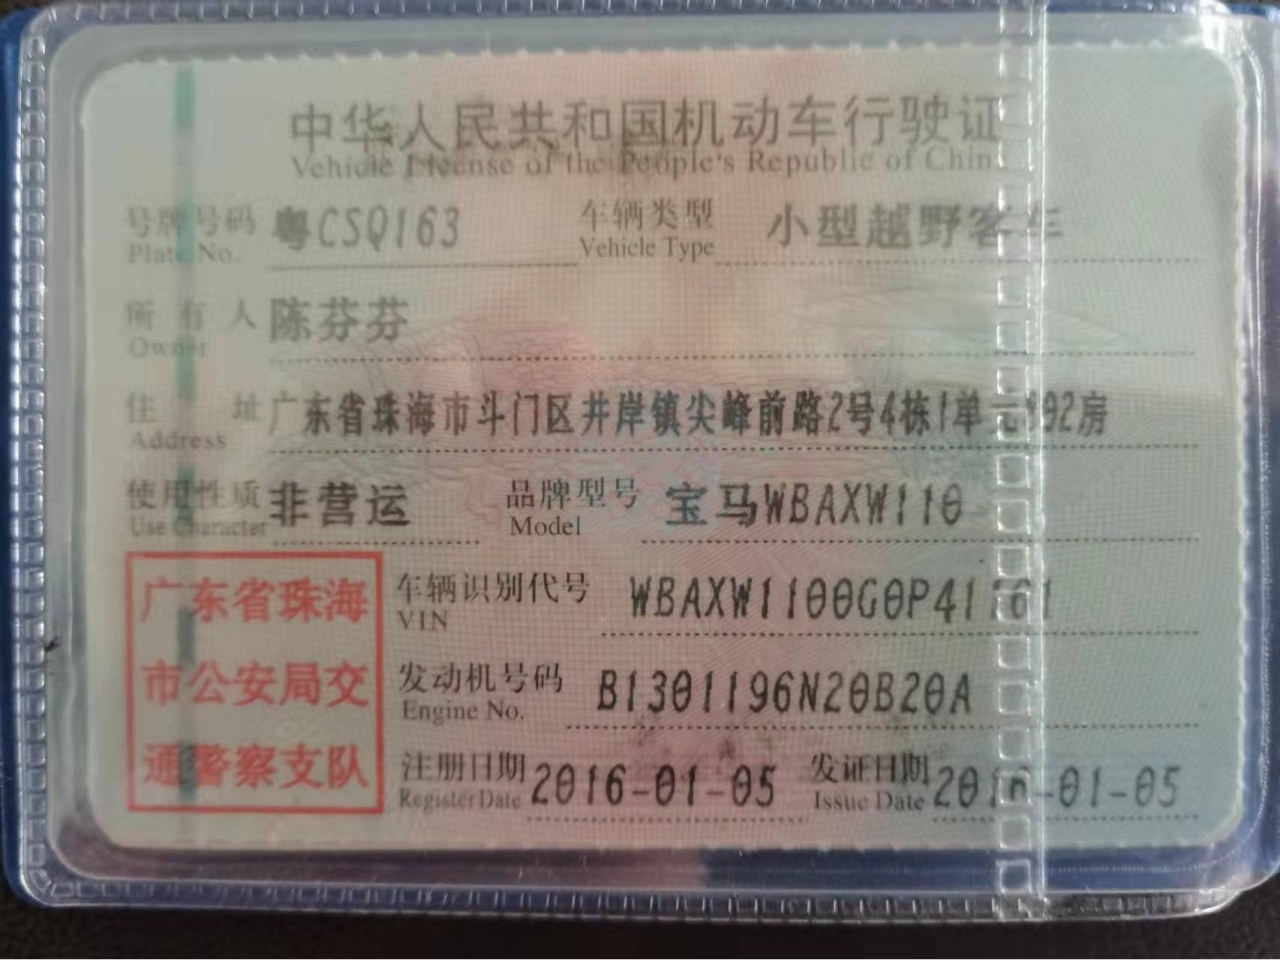 中华人民共和国机动车行驶证
Vehicle License of the People's Republic of China
号牌号码 粤CSQ163 车辆类型 小型越野客车
Plate No. Vehicle Type
所有人 陈芬芬
Owner
住址 广东省珠海市斗门区井岸镇尖峰前路2号4栋1单元 房
Address
使用性质 非营运 品牌型号 宝马WBAXW110
Use Character Model
广东省珠海
市公安局交
通警察支队
车辆识别代号
VIN
发动机号码 B1301196N20B20A
Engine No.
注册日期 2016-01-05 发证日期 2016-01-05
Register Date Issue Date